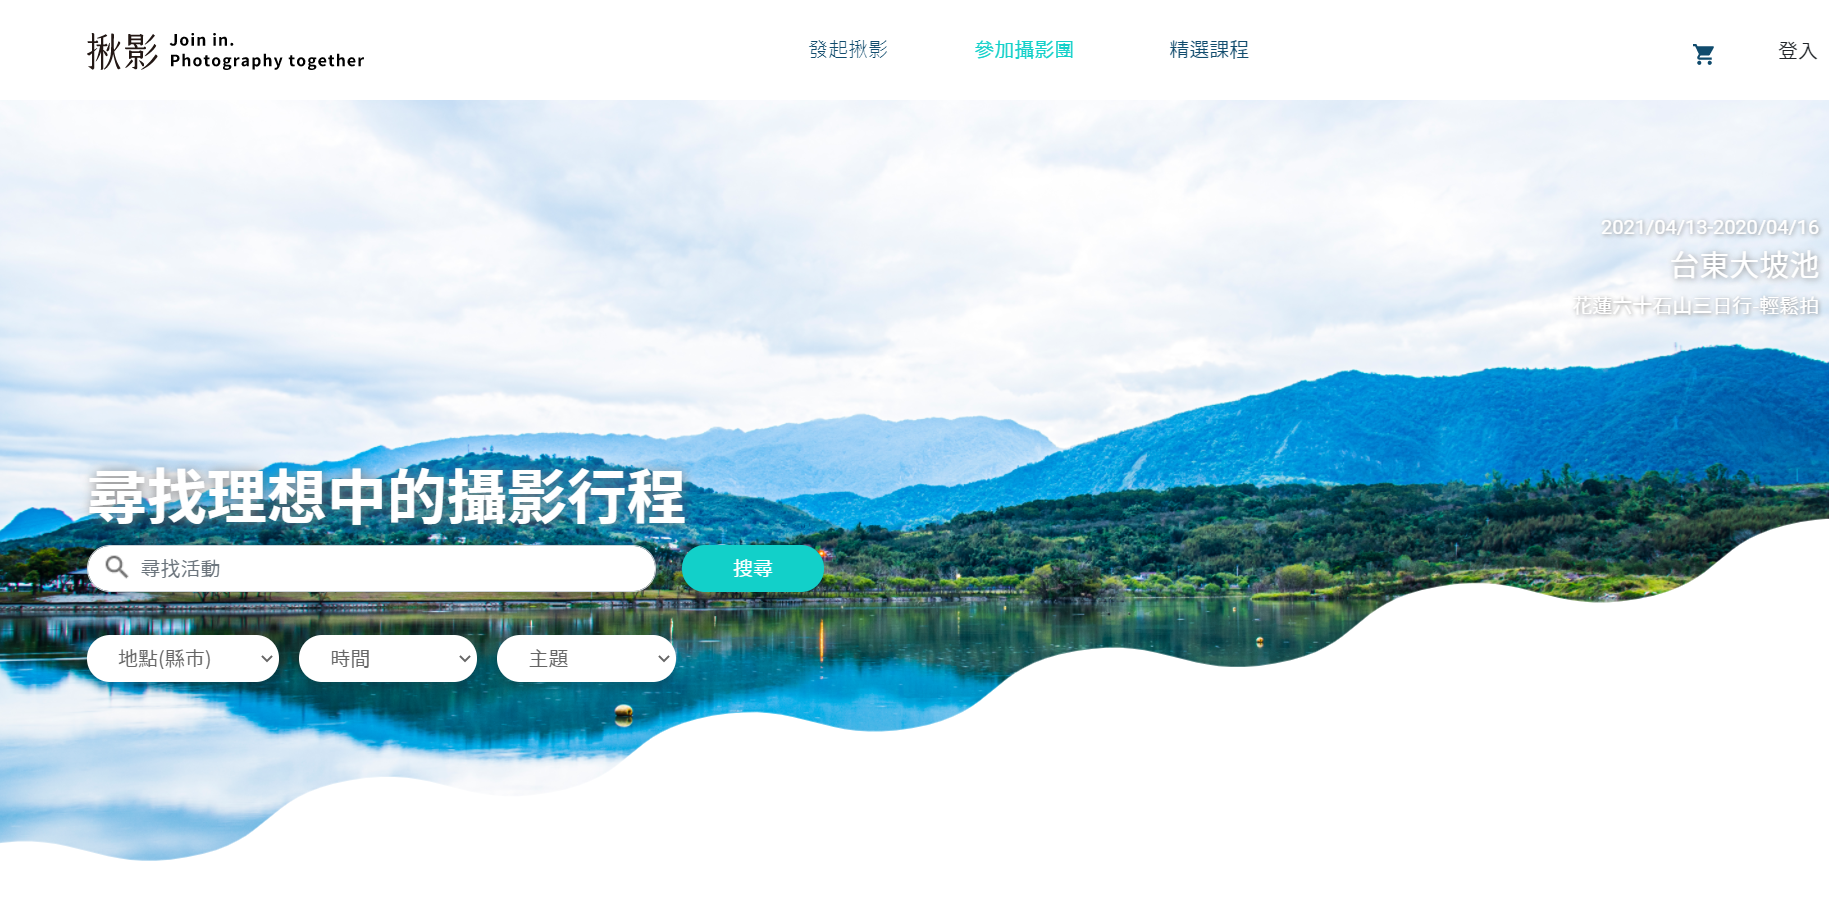 揪影
Join in.
Photography together
發起揪影
參加攝影團
精選課程
登入
2021/04/13-2020/04/16
台東大坡池
花蓮六十石山三日行-輕鬆拍
尋找理想中的攝影行程
尋找活動
搜尋
地點(縣市)
時間
主題